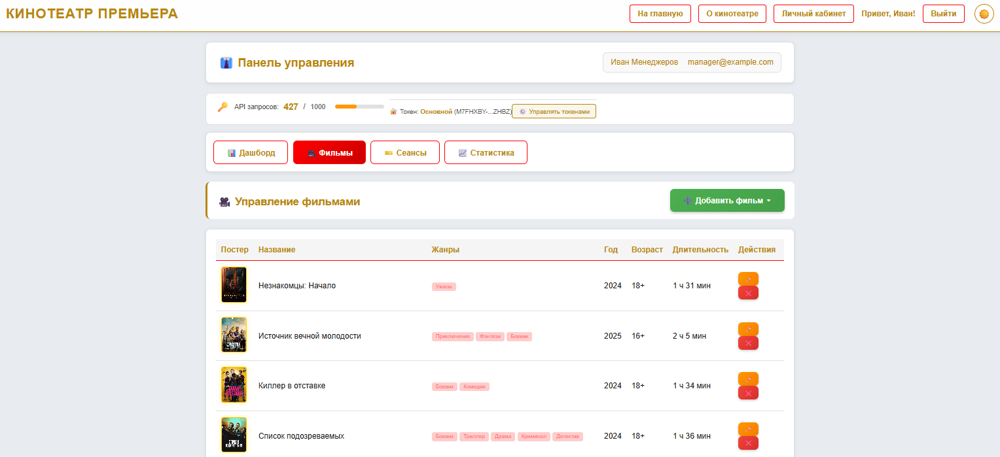 КИНОТЕАТР ПРЕМЬЕРА
На главную О кинотеатре Личный кабинет Привет, Иван! Выйти
Панель управления
Иван Менеджеров manager@example.com
API запросов: 427 / 1000
Токен: Основной (M7FHXBY-...ZHBZ) Управлять токенами
Дашборд Фильмы Сеансы Статистика
Управление фильмами
Добавить фильм
Постер Название Жанры Год Возраст Длительность Действия
Незнакомцы: Начало Ужасы 2024 18+ 1 ч 31 мин
Источник вечной молодости Приключения Фэнтези Боевик 2025 16+ 2 ч 5 мин
Киллер в отставке Боевик Комедия 2024 18+ 1 ч 34 мин
Список подозреваемых Боевик Триллер Драма Криминал Детектив 2024 18+ 1 ч 36 мин